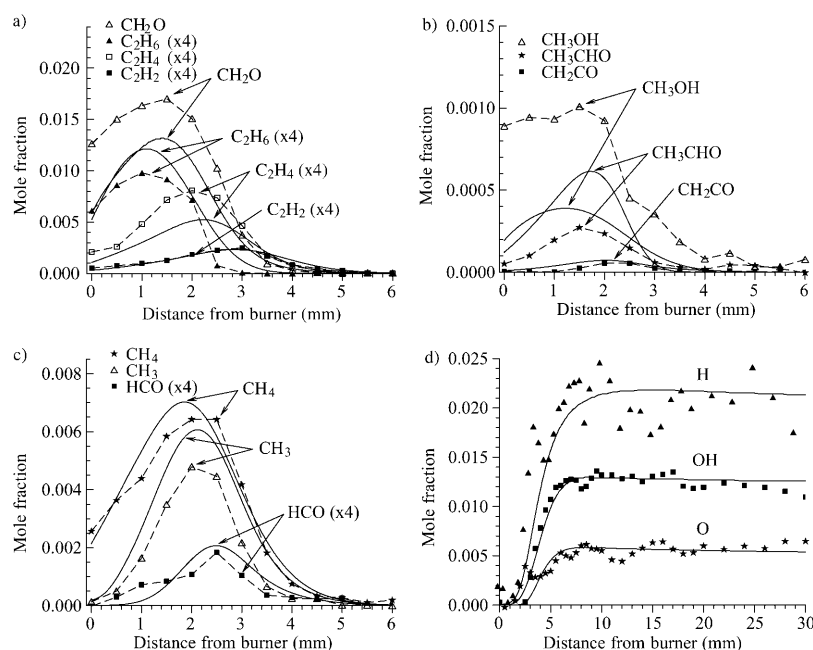 a)
CH2O
C2H6 (x4)
C2H4 (x4)
C2H2 (x4)
0.020
0.015
0.010
0.005
0.000
Mole fraction
CH2O
C2H6 (x4)
C2H4 (x4)
C2H2 (x4)
0 1 2 3 4 5 6
Distance from burner (mm)
b)
CH3OH
CH3CHO
CH2CO
0.0015
0.0010
0.0005
0.0000
Mole fraction
CH3OH
CH3CHO
CH2CO
0 1 2 3 4 5 6
Distance from burner (mm)
c)
CH4
CH3
HCO (x4)
0.008
0.006
0.004
0.002
0.000
Mole fraction
CH4
CH3
HCO (x4)
0 1 2 3 4 5 6
Distance from burner (mm)
d)
0.025
0.020
0.015
0.010
0.005
0.000
Mole fraction
H
OH
O
0 5 10 15 20 25 30
Distance from burner (mm)